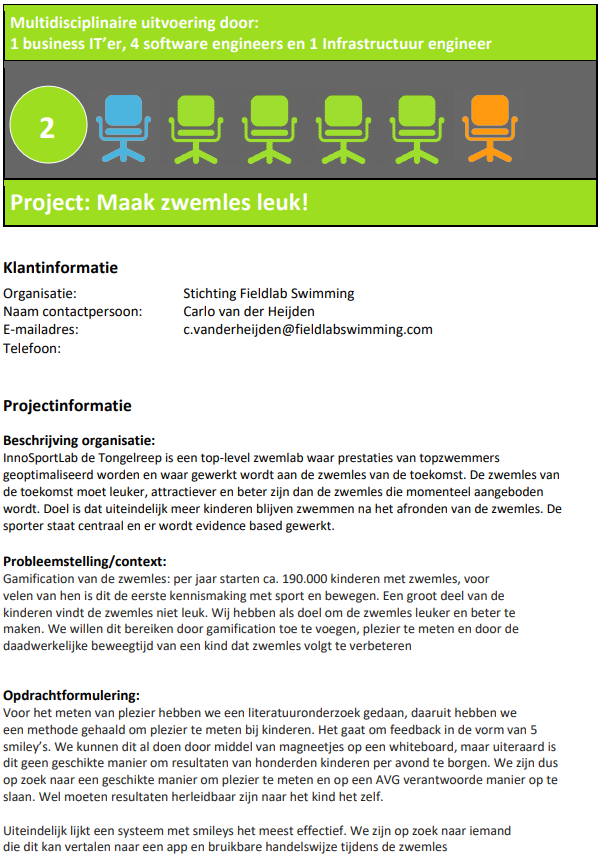 Multidisciplinaire uitvoering door:
1 business IT’er, 4 software engineers en 1 Infrastructuur engineer
2
Project: Maak zwemles leuk!
Klantinformatie
Organisatie: Stichting Fieldlab Swimming
Naam contactpersoon: Carlo van der Heijden
E-mailadres: c.vanderheijden@fieldlabswimming.com
Telefoon:
Projectinformatie
Beschrijving organisatie:
InnoSportLab de Tongelreep is een top-level zwemlab waar prestaties van topzwemmers
geoptimaliseerd worden en waar gewerkt wordt aan de zwemles van de toekomst. De zwemles van
de toekomst moet leuker, attractiever en beter zijn dan de zwemles die momenteel aangeboden
wordt. Doel is dat uiteindelijk meer kinderen blijven zwemmen na het afronden van de zwemles. De
sporter staat centraal en er wordt evidence based gewerkt.
Probleemstelling/context:
Gamification van de zwemles: per jaar starten ca. 190.000 kinderen met zwemles, voor
velen van hen is dit de eerste kennismaking met sport en bewegen. Een groot deel van de
kinderen vindt de zwemles niet leuk. Wij hebben als doel om de zwemles leuker en beter te
maken. We willen dit bereiken door gamification toe te voegen, plezier te meten en door de
daadwerkelijke beweegtijd van een kind dat zwemles volgt te verbeteren
Opdrachtformulering:
Voor het meten van plezier hebben we een literatuuronderzoek gedaan, daaruit hebben we
een methode gehaald om plezier te meten bij kinderen. Het gaat om feedback in de vorm van 5
smiley’s. We kunnen dit al doen door middel van magneetjes op een whiteboard, maar uiteraard is
dit geen geschikte manier om resultaten van honderden kinderen per avond te borgen. We zijn dus
op zoek naar een geschikte manier om plezier te meten en op een AVG verantwoorde manier op te
slaan. Wel moeten resultaten herleidbaar zijn naar het kind het zelf.
Uiteindelijk lijkt een systeem met smileys het meest effectief. We zijn op zoek naar iemand
die dit kan vertalen naar een app en bruikbare handelswijze tijdens de zwemles